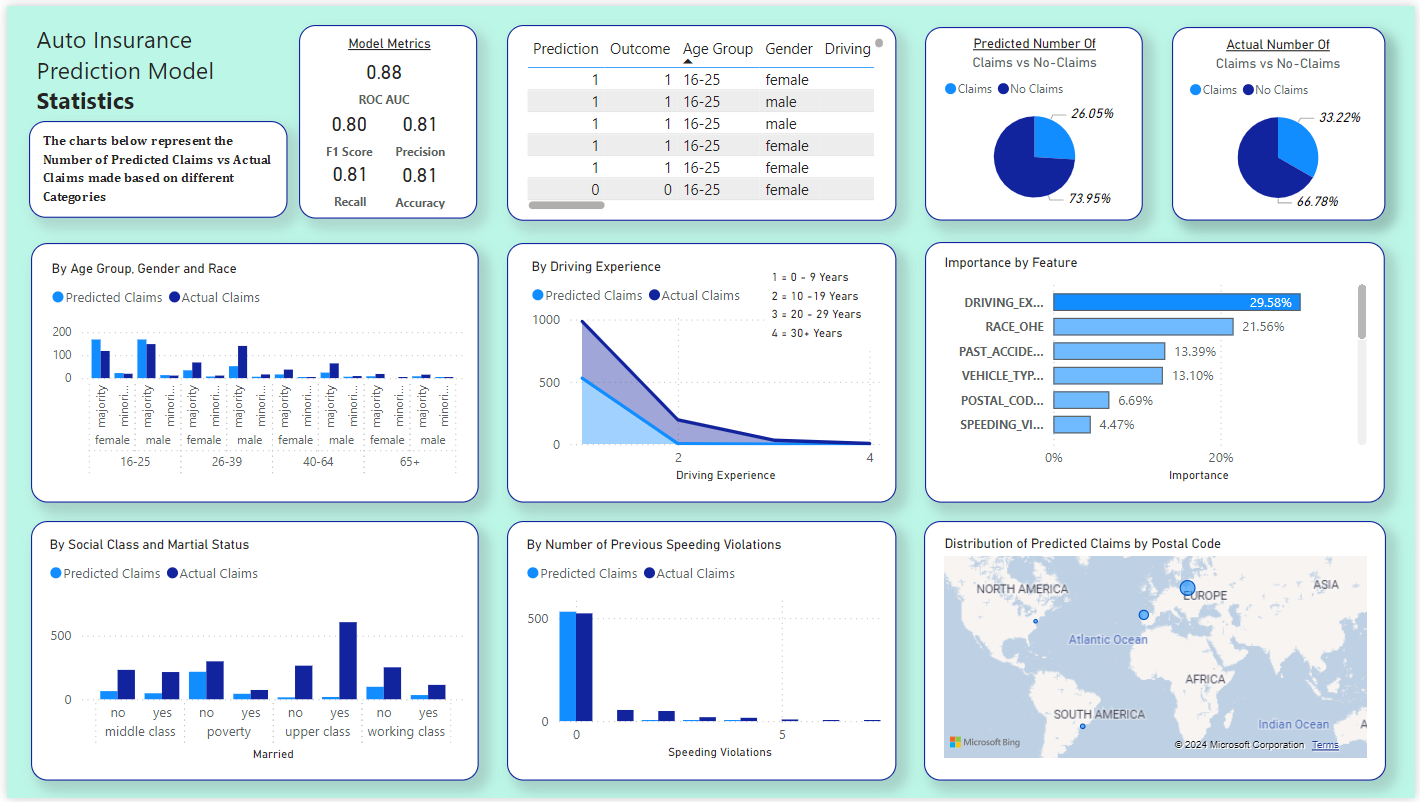 Auto Insurance
Prediction Model
Statistics
The charts below represent the
Number of Predicted Claims vs Actual
Claims made based on different
Categories
Model Metrics
0.88
ROC AUC
0.80 0.81
F1 Score Precision
0.81 0.81
Recall Accuracy
Prediction Outcome Age Group Gender Driving
1 1 16-25 female
1 1 16-25 male
1 1 16-25 male
1 1 16-25 female
1 1 16-25 female
0 0 16-25 female
Predicted Number Of
Claims vs No-Claims
Claims No Claims
26.05%
73.95%
Actual Number Of
Claims vs No-Claims
Claims No Claims
33.22%
66.78%
By Age Group, Gender and Race
Predicted Claims Actual Claims
200
100
0
majority minori... majority minori... majority minori... majority minori... majority minori... majority minori... majority minori... majority minori...
female male female male female male female male
16-25 26-39 40-64 65+
By Driving Experience
Predicted Claims Actual Claims
1 = 0 - 9 Years
2 = 10 -19 Years
3 = 20 - 29 Years
4 = 30+ Years
1000
500
0
2 4
Driving Experience
Importance by Feature
DRIVING_EX... 29.58%
RACE_OHE 21.56%
PAST_ACCIDE... 13.39%
VEHICLE_TYP... 13.10%
POSTAL_COD... 6.69%
SPEEDING_VI... 4.47%
0% 20%
Importance
By Social Class and Martial Status
Predicted Claims Actual Claims
500
0
no yes no yes no yes no yes
middle class poverty upper class working class
Married
By Number of Previous Speeding Violations
Predicted Claims Actual Claims
500
0
0 5
Speeding Violations
Distribution of Predicted Claims by Postal Code
NORTH AMERICA
EUROPE
ASIA
Atlantic Ocean
AFRICA
SOUTH AMERICA
Indian Ocean
A
Microsoft Bing
© 2024 Microsoft Corporation Terms